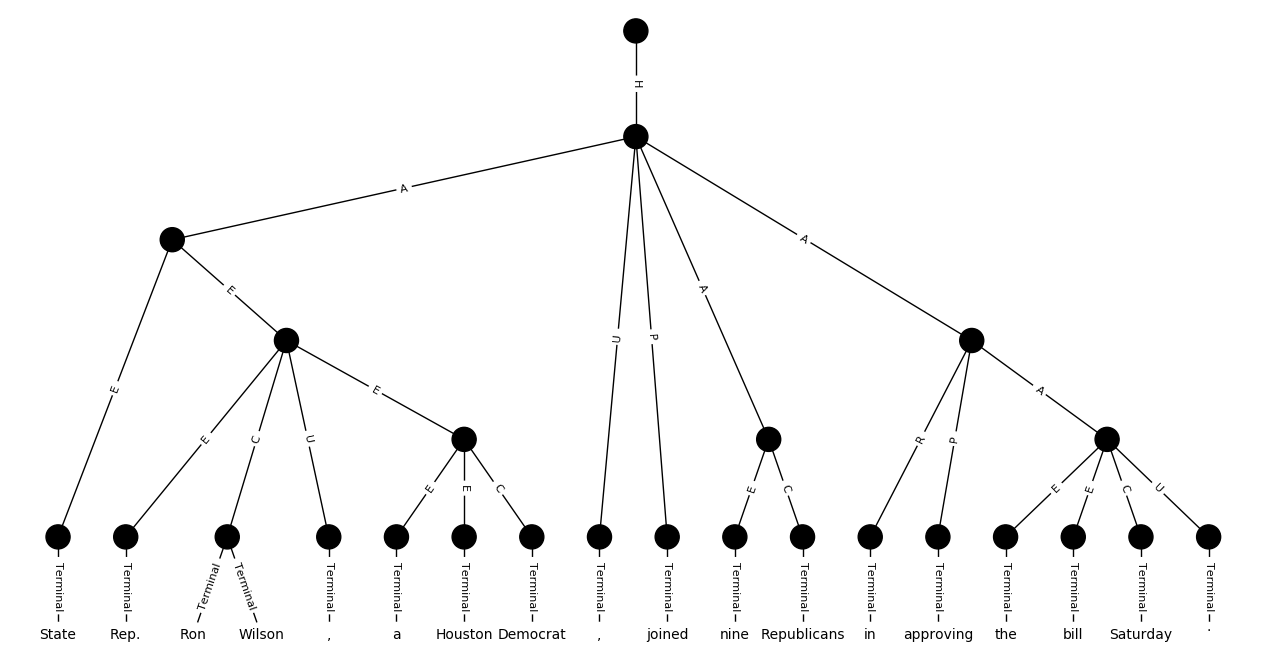 H
A
A
E
A
U
P
E
E
A
E
C
U
R
P
E
E
C
E
C
E
E
C
U
Terminal Terminal Terminal Terminal Terminal Terminal Terminal Terminal Terminal Terminal Terminal Terminal Terminal Terminal Terminal Terminal Terminal Terminal
State Rep. Ron Wilson , a Houston Democrat , joined nine Republicans in approving the bill Saturday .